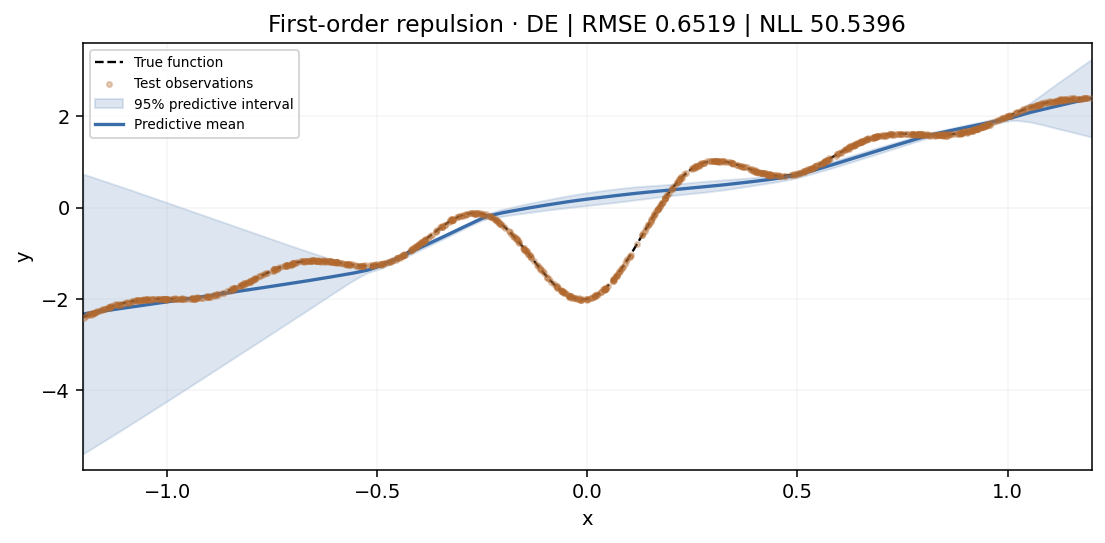 First-order repulsion · DE | RMSE 0.6519 | NLL 50.5396
True function
Test observations
95% predictive interval
Predictive mean
2
0
−2
−4
y
−1.0
−0.5
0.0
0.5
1.0
x